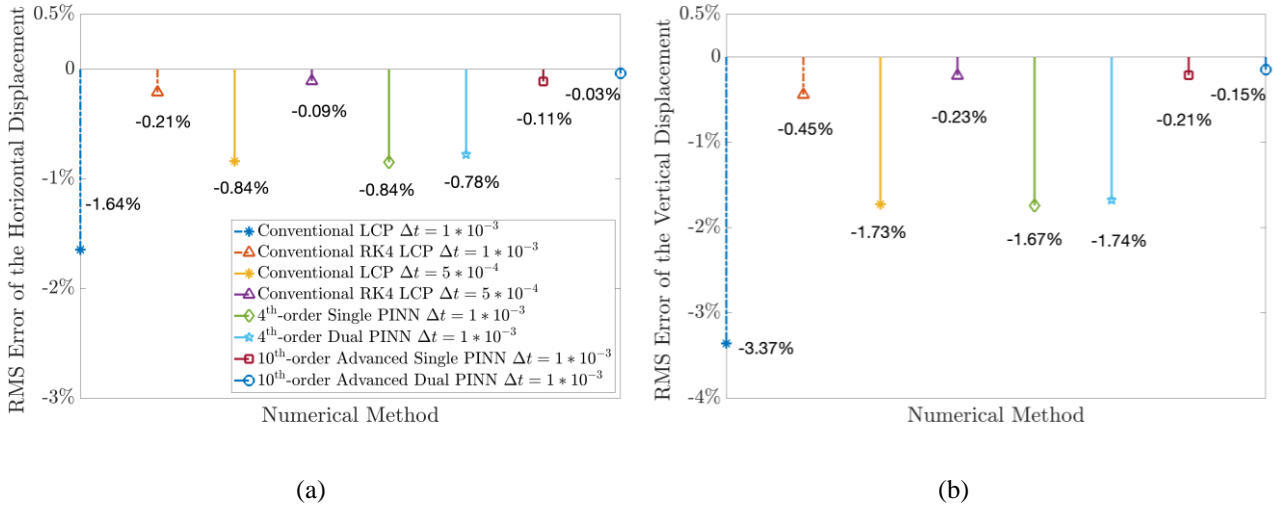 RMS Error of the Horizontal Displacement
0.5%
0
-1%
-2%
-3%
-1.64%
-0.21%
-0.84%
-0.09%
-0.84%
-0.78%
-0.11%
-0.03%
Conventional LCP Δt = 1 * 10⁻³
Conventional RK4 LCP Δt = 1 * 10⁻³
Conventional LCP Δt = 5 * 10⁻⁴
Conventional RK4 LCP Δt = 5 * 10⁻⁴
4ᵗʰ-order Single PINN Δt = 1 * 10⁻³
4ᵗʰ-order Dual PINN Δt = 1 * 10⁻³
10ᵗʰ-order Advanced Single PINN Δt = 1 * 10⁻³
10ᵗʰ-order Advanced Dual PINN Δt = 1 * 10⁻³
Numerical Method
(a)
RMS Error of the Vertical Displacement
0.5%
0
-1%
-2%
-3%
-4%
-3.37%
-0.45%
-1.73%
-0.23%
-1.67%
-1.74%
-0.21%
-0.15%
Numerical Method
(b)